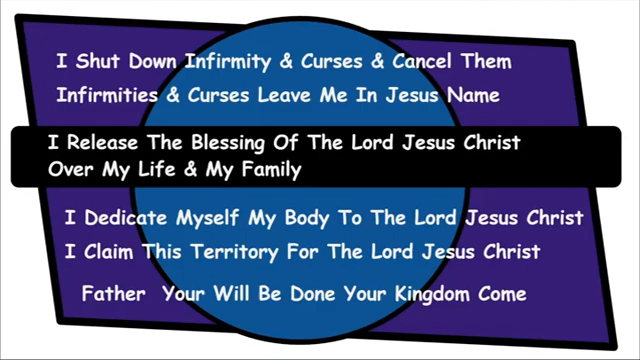 I Shut Down Infirmity & Curses & Cancel Them
Infirmities & Curses Leave Me In Jesus Name
I Release The Blessing Of The Lord Jesus Christ
Over My Life & My Family
I Dedicate Myself My Body To The Lord Jesus Christ
I Claim This Territory For The Lord Jesus Christ
Father Your Will Be Done Your Kingdom Come